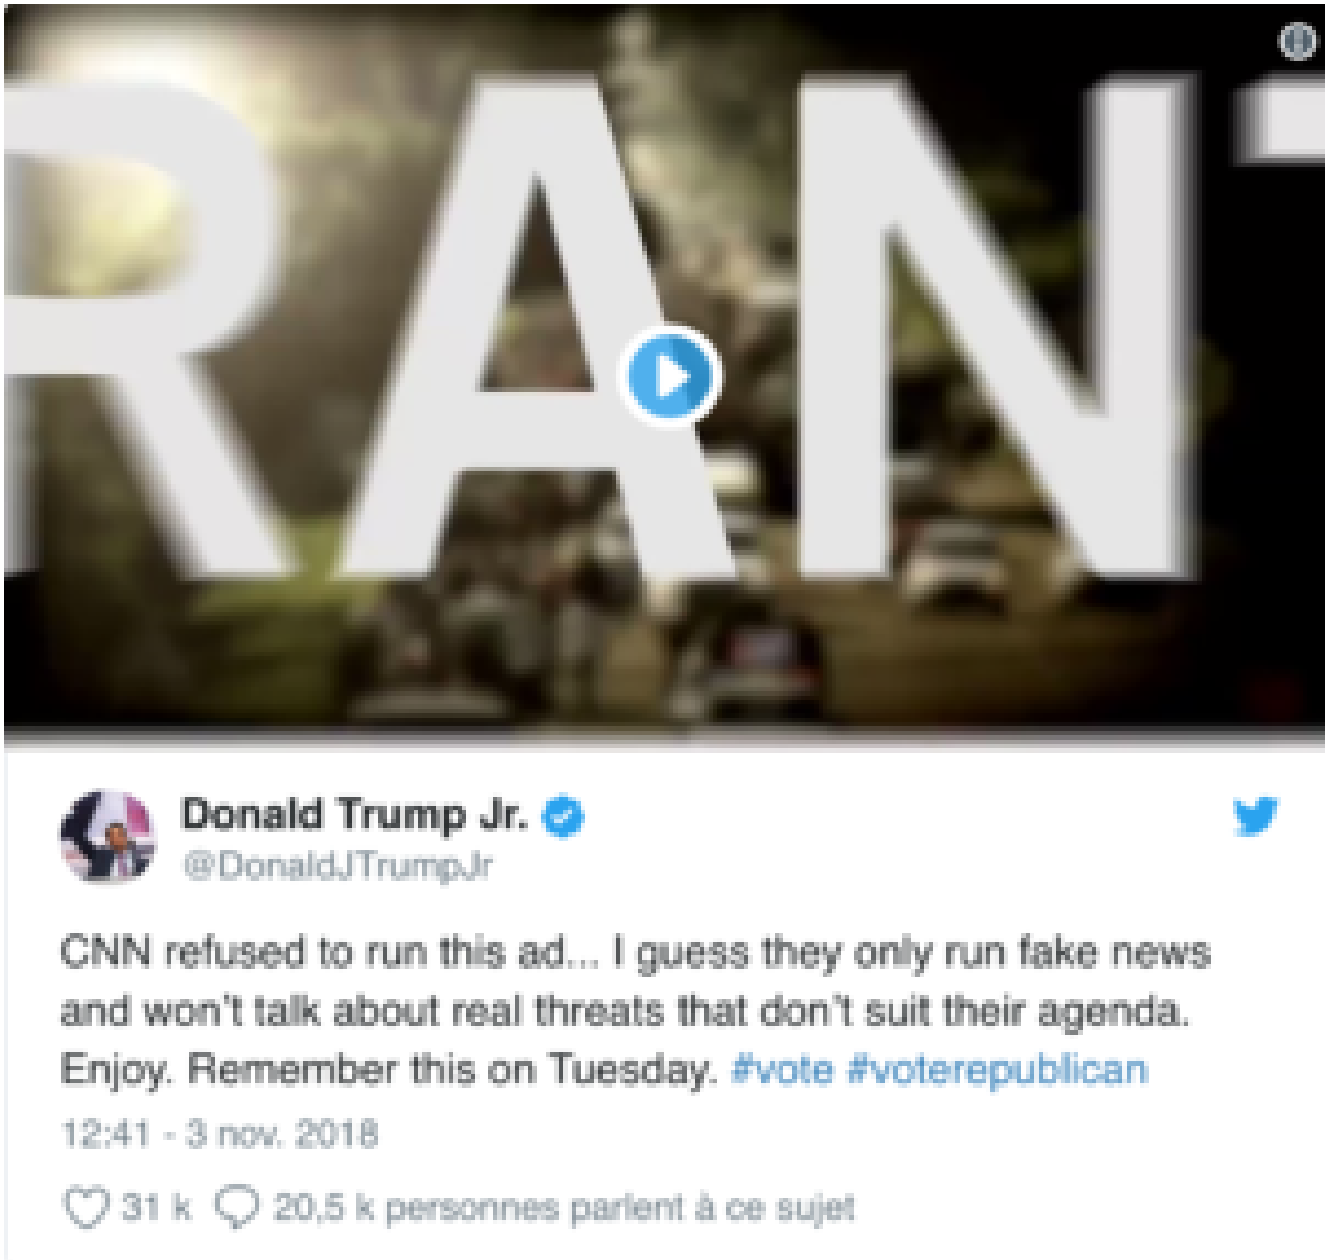 RANT
Donald Trump Jr.
@DonaldJTrumpJr
CNN refused to run this ad... I guess they only run fake news
and won't talk about real threats that don't suit their agenda.
Enjoy. Remember this on Tuesday. #vote #voterepublican
12:41 - 3 nov. 2018
31 k 20,5 k personnes parlent à ce sujet